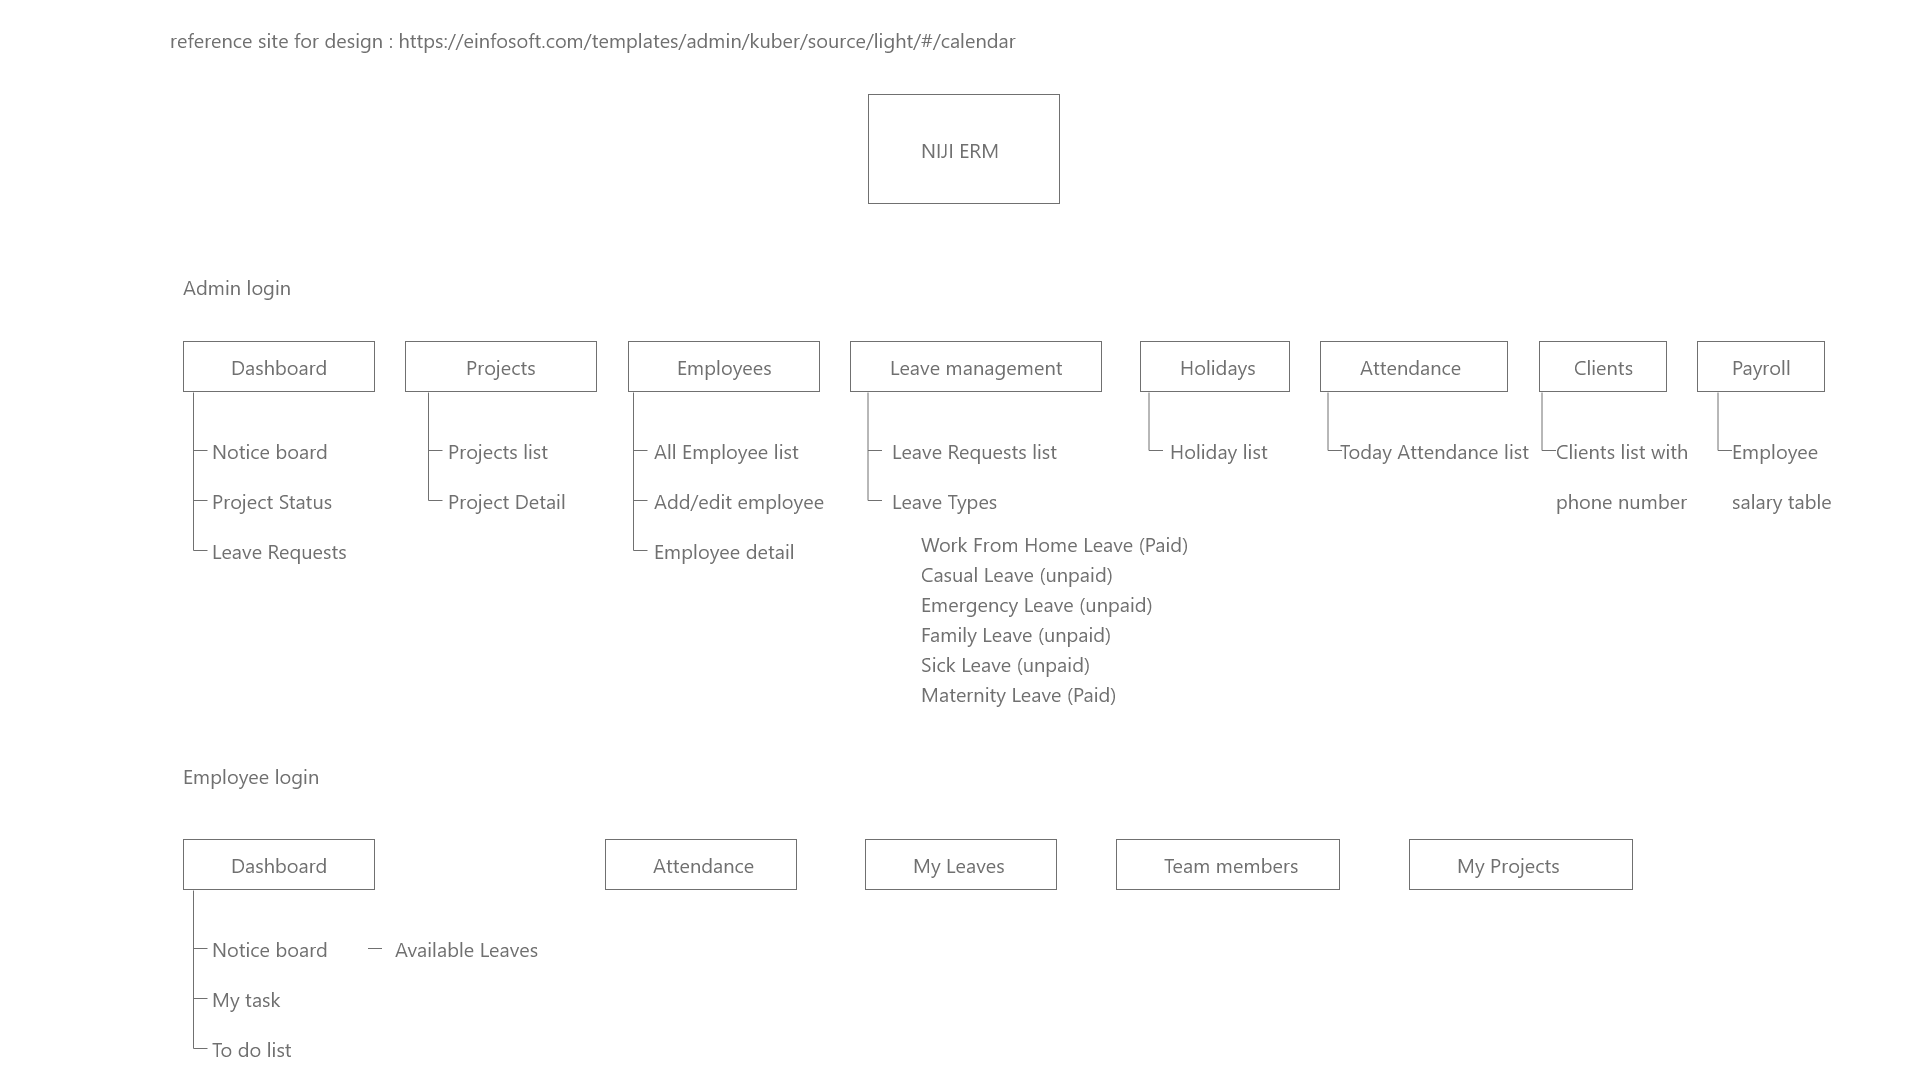 reference site for design : https://einfosoft.com/templates/admin/kuber/source/light/#/calendar
NIJI ERM
Admin login
Dashboard
Notice board
Project Status
Leave Requests
Projects
Projects list
Project Detail
Employees
All Employee list
Add/edit employee
Employee detail
Leave management
Leave Requests list
Leave Types
Work From Home Leave (Paid)
Casual Leave (unpaid)
Emergency Leave (unpaid)
Family Leave (unpaid)
Sick Leave (unpaid)
Maternity Leave (Paid)
Holidays
Holiday list
Attendance
Today Attendance list
Clients
Clients list with
phone number
Payroll
Employee
salary table
Employee login
Dashboard
Notice board
My task
To do list
Available Leaves
Attendance
My Leaves
Team members
My Projects